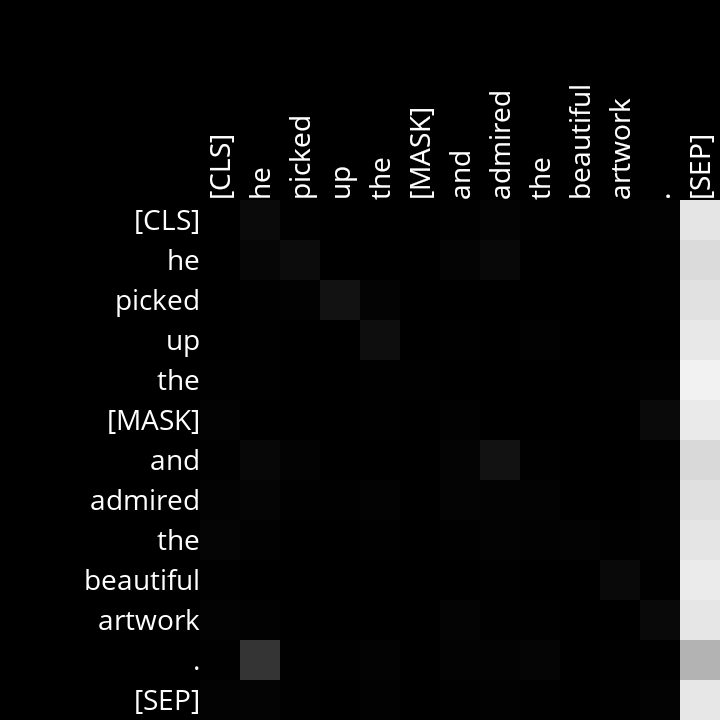 [CLS] he picked up the [MASK] and admired the beautiful artwork . [SEP]
[CLS]
he
picked
up
the
[MASK]
and
admired
the
beautiful
artwork
.
[SEP]